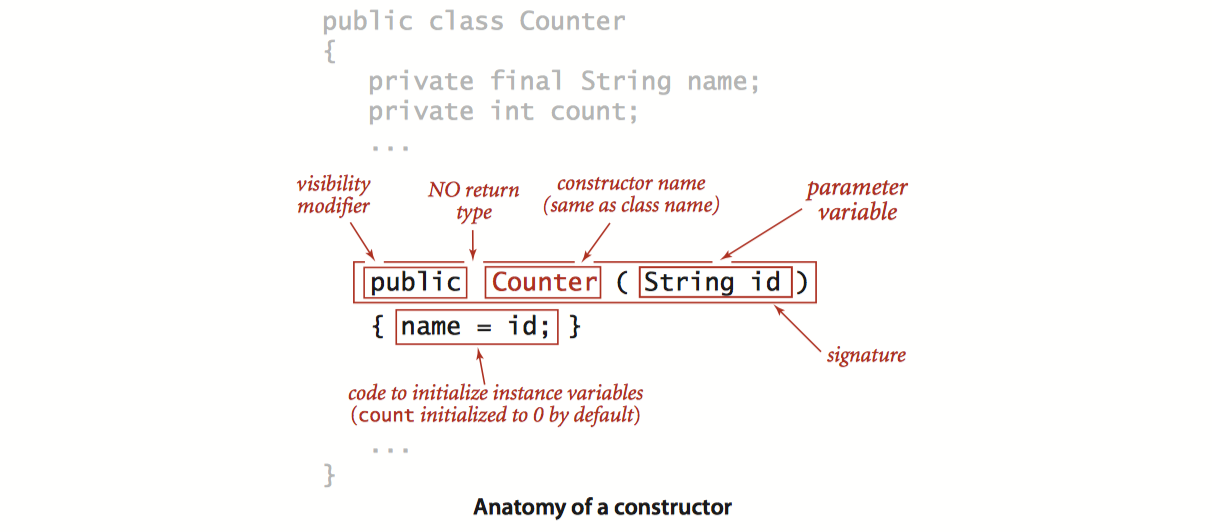 public class Counter
{
private final String name;
private int count;
...
visibility
modifier
NO return
type
constructor name
(same as class name)
parameter
variable
public Counter ( String id )
{ name = id; }
signature
code to initialize instance variables
(count initialized to 0 by default)
...
}
Anatomy of a constructor